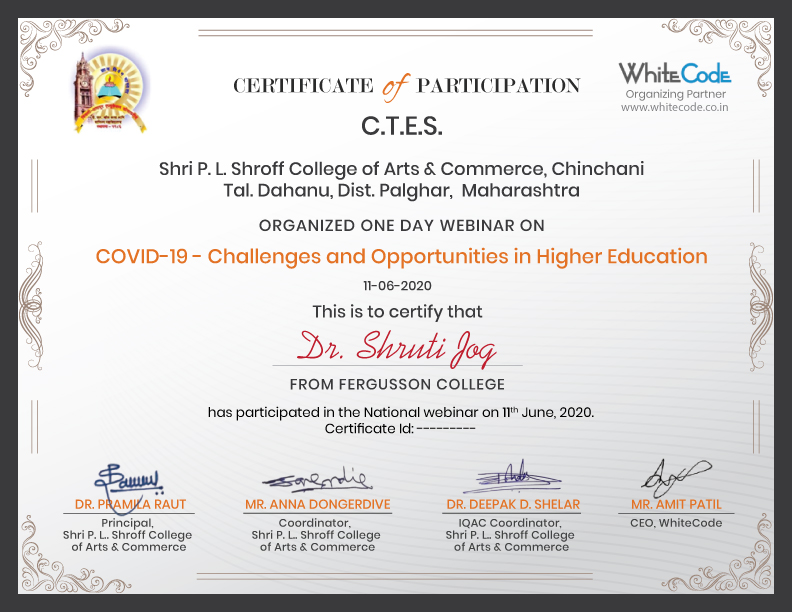 CERTIFICATE of PARTICIPATION
WhiteCode
Organizing Partner
www.whitecode.co.in
C.T.E.S.
Shri P. L. Shroff College of Arts & Commerce, Chinchani
Tal. Dahanu, Dist. Palghar, Maharashtra
ORGANIZED ONE DAY WEBINAR ON
COVID-19 - Challenges and Opportunities in Higher Education
11-06-2020
This is to certify that
Dr. Shruti Jog
FROM FERGUSSON COLLEGE
has participated in the National webinar on 11th June, 2020.
Certificate Id: ---------
DR. PRAMILA RAUT
Principal,
Shri P. L.. Shroff College
of Arts & Commerce
MR. ANNA DONGERDIVE
Coordinator,
Shri P. L.. Shroff College
of Arts & Commerce
DR. DEEPAK D. SHELAR
IQAC Coordinator,
Shri P. L.. Shroff College
of Arts & Commerce
MR. AMIT PATIL
CEO, WhiteCode